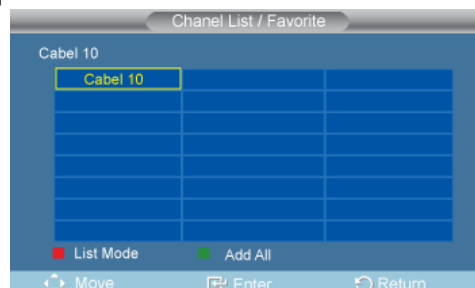 Chanel List / Favorite
Cabel 10
Cabel 10
List Mode Add All
Move Enter Return